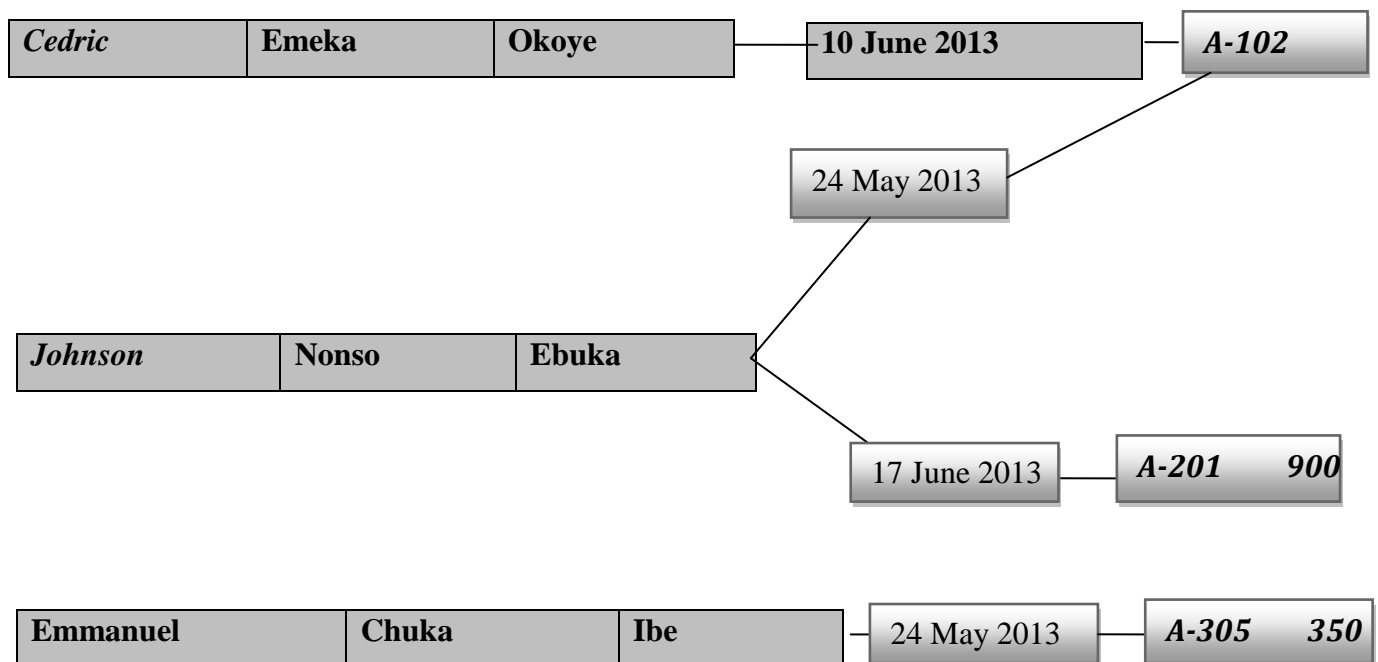 Cedric Emeka Okoye 10 June 2013 A-102
24 May 2013
Johnson Nonso Ebuka
17 June 2013 A-201 900
Emmanuel Chuka Ibe 24 May 2013 A-305 350